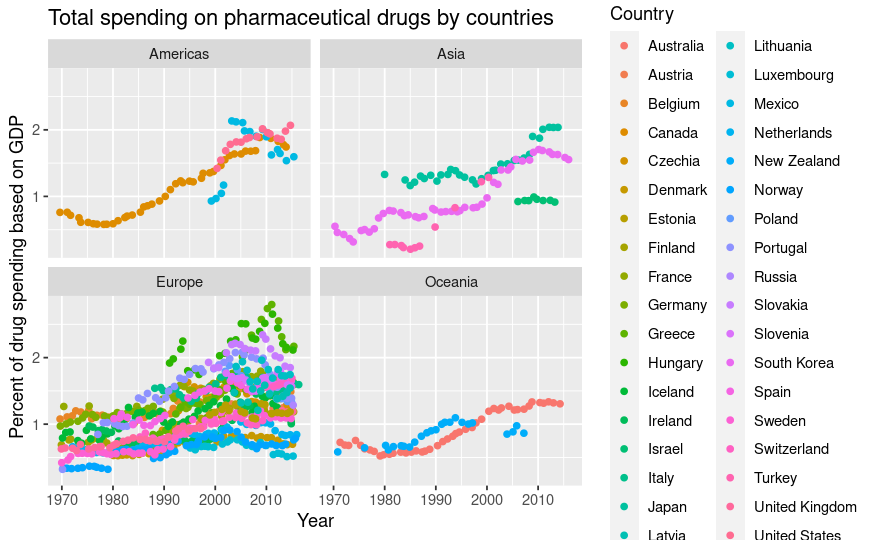 Total spending on pharmaceutical drugs by countries
Americas
Asia
2
1
Europe
Oceania
2
1
1970 1980 1990 2000 2010
1970 1980 1990 2000 2010
Year
Percent of drug spending based on GDP
Country
Australia
Austria
Belgium
Canada
Czechia
Denmark
Estonia
Finland
France
Germany
Greece
Hungary
Iceland
Ireland
Israel
Italy
Japan
Latvia
Lithuania
Luxembourg
Mexico
Netherlands
New Zealand
Norway
Poland
Portugal
Russia
Slovakia
Slovenia
South Korea
Spain
Sweden
Switzerland
Turkey
United Kingdom
United States